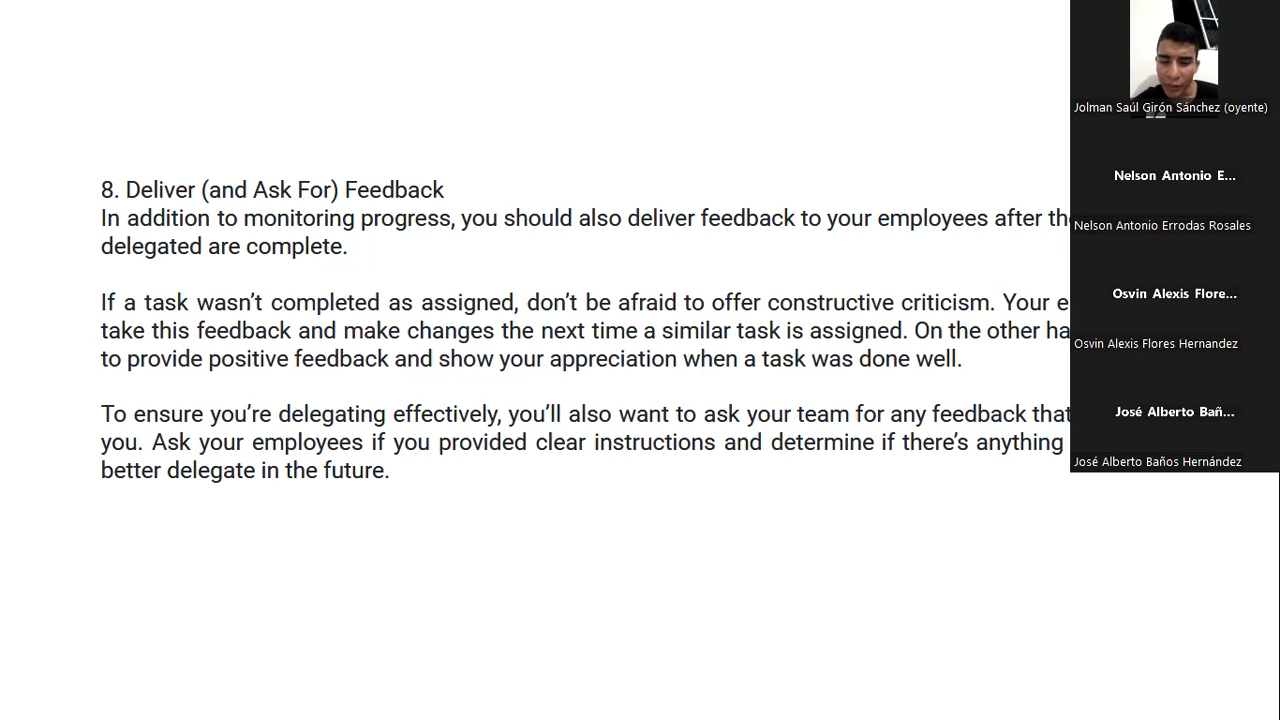 8. Deliver (and Ask For) Feedback
In addition to monitoring progress, you should also deliver feedback to your employees after
delegated are complete.
If a task wasn’t completed as assigned, don’t be afraid to offer constructive criticism. Your
take this feedback and make changes the next time a similar task is assigned. On the other
to provide positive feedback and show your appreciation when a task was done well.
To ensure you’re delegating effectively, you’ll also want to ask your team for any feedback that
you. Ask your employees if you provided clear instructions and determine if there’s anything
better delegate in the future.
Jolman Saúl Girón Sánchez (oyente)
Nelson Antonio E...
Nelson Antonio Errodas Rosales
Osvin Alexis Flore...
Osvin Alexis Flores Hernandez
José Alberto Bañ...
José Alberto Baños Hernández